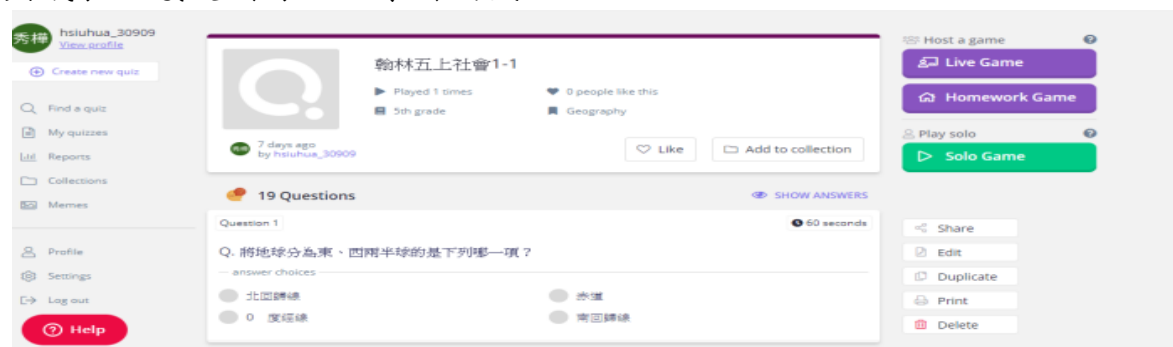 秀樺
hsiuhua_30909
View profile
Create new quiz
Find a quiz
My quizzes
Reports
Collections
Memes
Profile
Settings
Log out
Help
翰林五上社會1-1
Played 1 times
0 people like this
5th grade
Geography
7 days ago
by hsiuhua_30909
Like
Add to collection
19 Questions
SHOW ANSWERS
Question 1
60 seconds
Q. 將地球分為東、西兩半球的是下列哪一項？
answer choices
北回歸線
赤道
0 度經線
南回歸線
Host a game
Live Game
Homework Game
Play solo
Solo Game
Share
Edit
Duplicate
Print
Delete